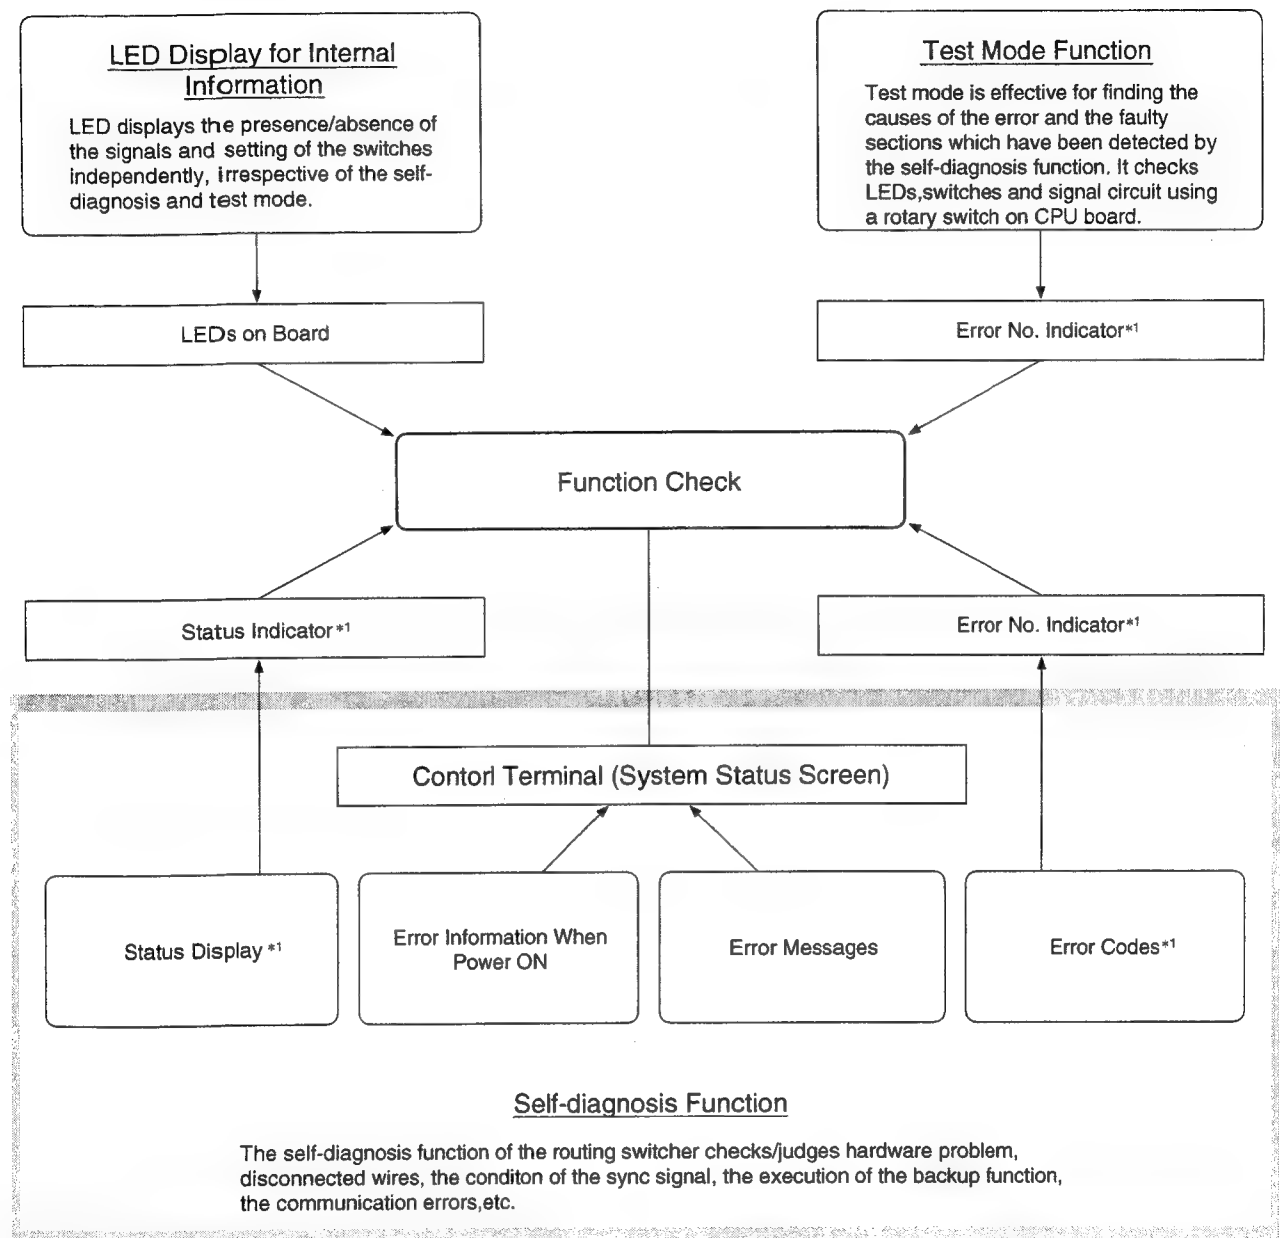 LED Display for Internal
Information
LED displays the presence/absence of
the signals and setting of the switches
independently, irrespective of the self-
diagnosis and test mode.
Test Mode Function
Test mode is effective for finding the
causes of the error and the faulty
sections which have been detected by
the self-diagnosis function. It checks
LEDs,switches and signal circuit using
a rotary switch on CPU board.
LEDs on Board
Error No. Indicator*1
Function Check
Status Indicator*1
Error No. Indicator*1
Contorl Terminal (System Status Screen)
Status Display *1
Error Information When
Power ON
Error Messages
Error Codes*1
Self-diagnosis Function
The self-diagnosis function of the routing switcher checks/judges hardware problem,
disconnected wires, the conditon of the sync signal, the execution of the backup function,
the communication errors,etc.